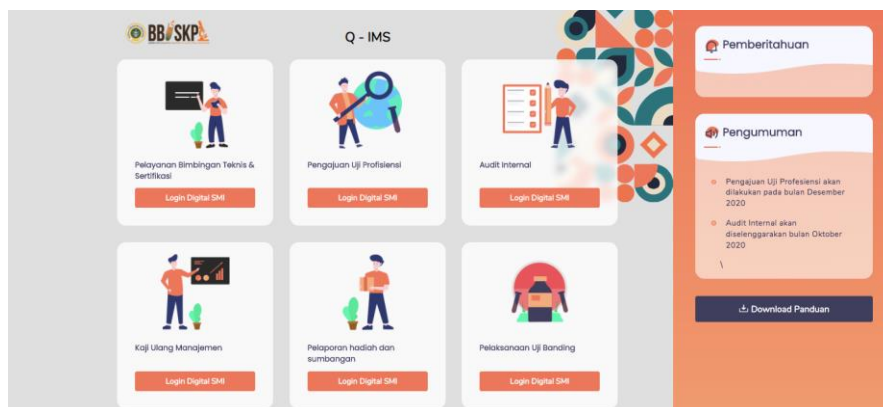 BBUSKP
Q - IMS
Pelayanan Bimbingan Teknis &
Sertifikasi
Login Digital SMI
Pengajuan Uji Profisiensi
Login Digital SMI
Audit Internal
Login Digital SMI
Kaji Ulang Manajemen
Login Digital SMI
Pelaporan hadiah dan
sumbangan
Login Digital SMI
Pelaksanaan Uji Banding
Login Digital SMI
Pemberitahuan
Pengumuman
Pengajuan Uji Profesiensi akan
dilakukan pada bulan Desember
2020
Audit Internal akan
diselenggarakan bulan Oktober
2020
\
Download Panduan